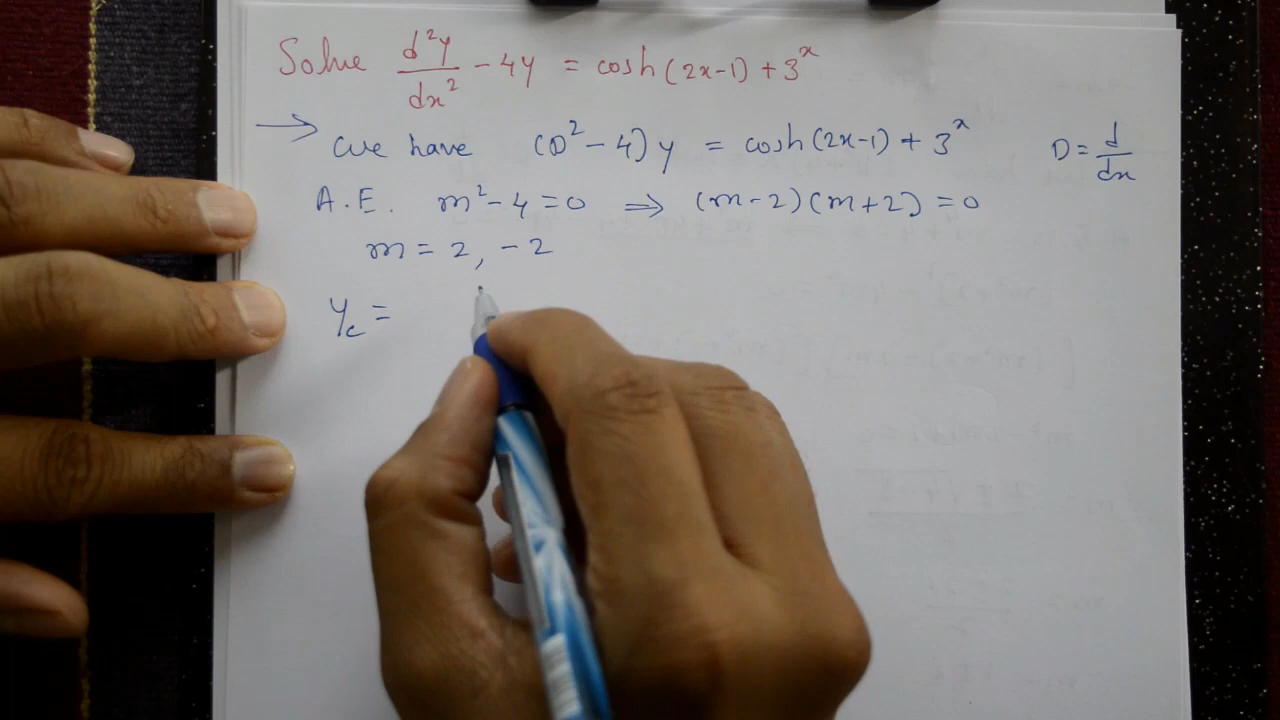 Solve d²y/dx² - 4y = cosh(2x-1) + 3^x
→ We have (D² - 4)y = cosh(2x-1) + 3^x D = d/dx
A.E. m² - 4 = 0 ⇒ (m-2)(m+2) = 0
m = 2, -2
y_c =